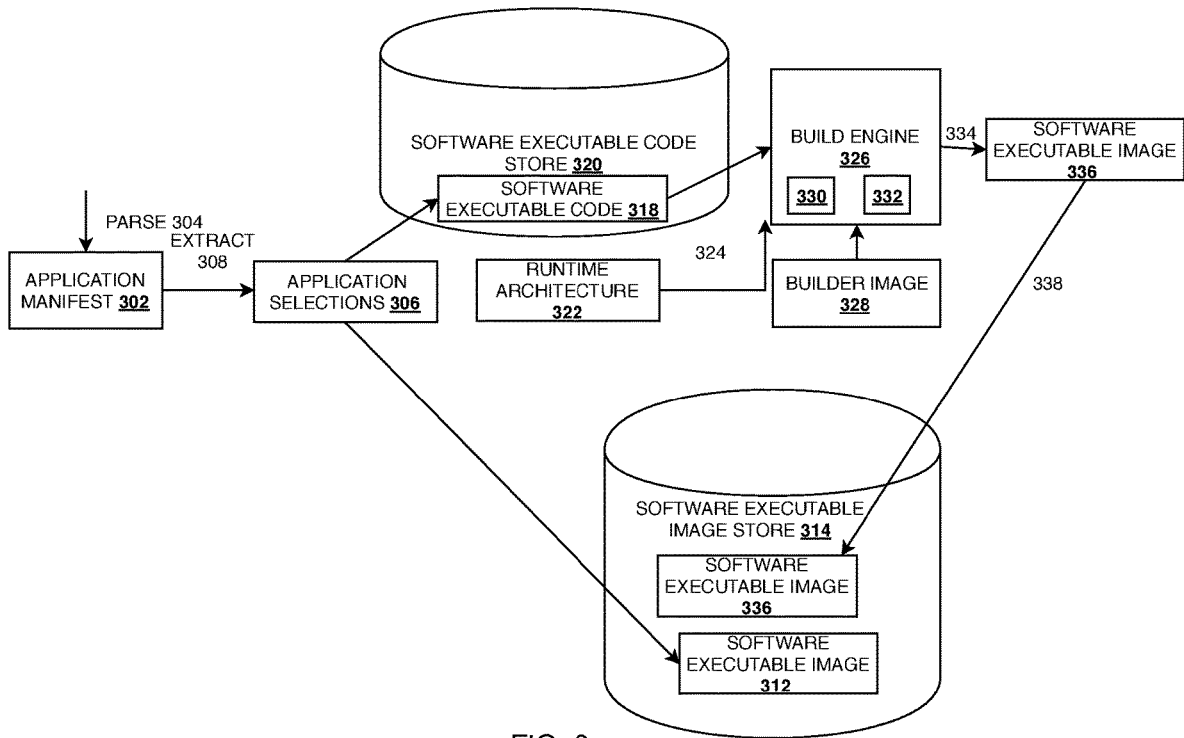 PARSE 304
EXTRACT
308
APPLICATION
MANIFEST 302
APPLICATION
SELECTIONS 306
SOFTWARE EXECUTABLE CODE
STORE 320
SOFTWARE
EXECUTABLE CODE 318
RUNTIME
ARCHITECTURE
322
324
BUILD ENGINE
326
330
332
BUILDER IMAGE
328
334
SOFTWARE
EXECUTABLE IMAGE
336
338
SOFTWARE EXECUTABLE
IMAGE STORE 314
SOFTWARE
EXECUTABLE IMAGE
336
SOFTWARE
EXECUTABLE IMAGE
312